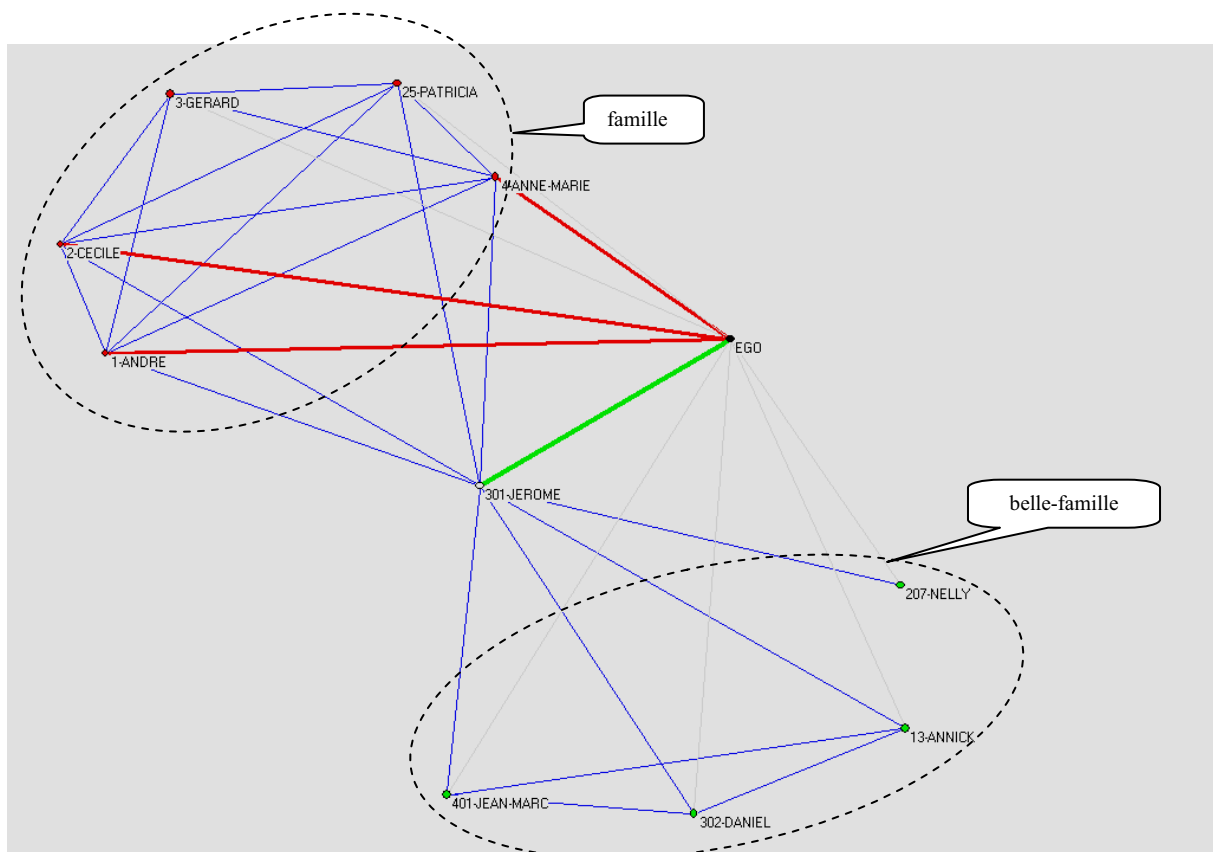 25-PATRICIA
3-GERARD
famille
4-ANNE-MARIE
2-CECILE
EGO
1-ANDRE
301-JEROME
belle-famille
207-NELLY
13-ANNICK
401-JEAN-MARC
302-DANIEL